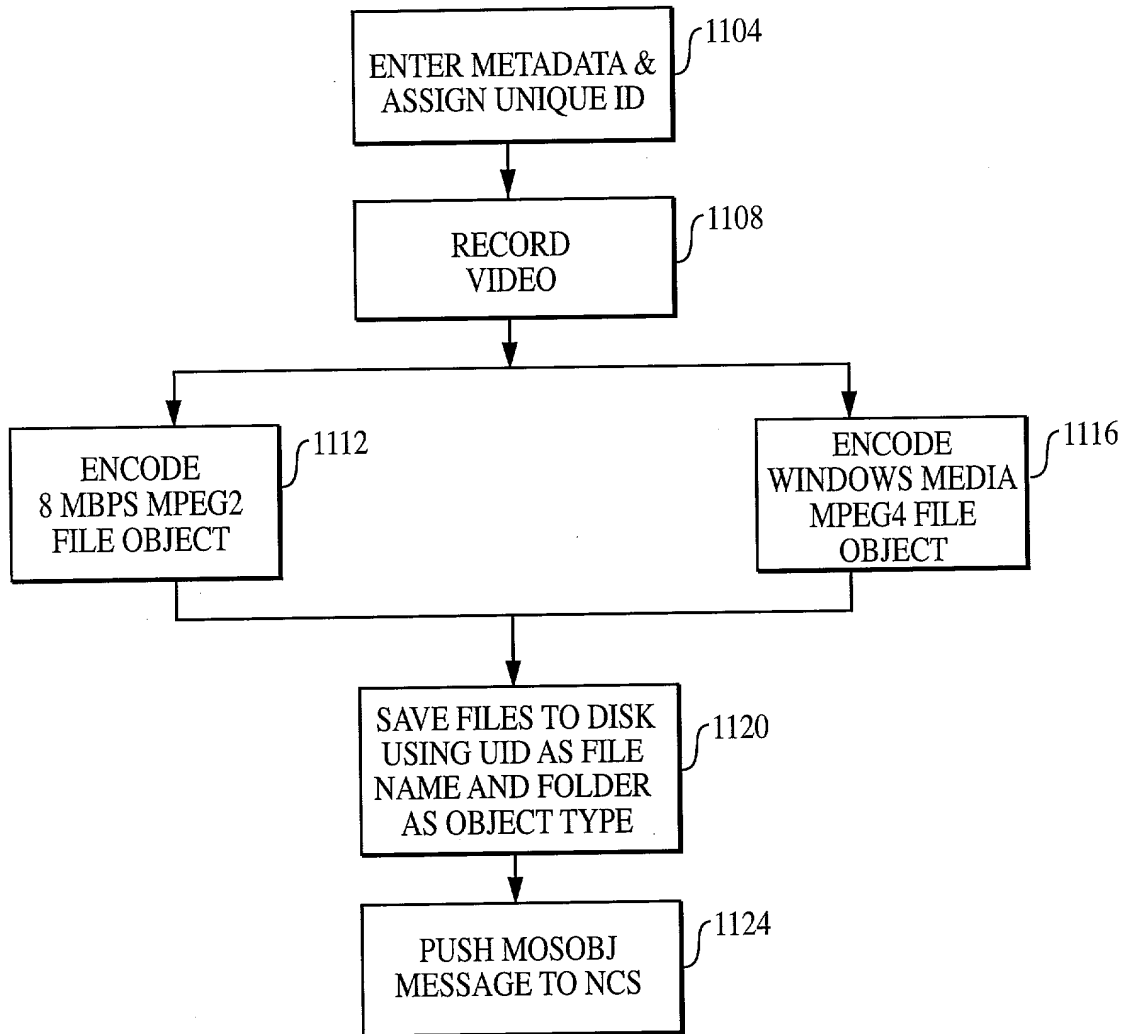 1104
ENTER METADATA &
ASSIGN UNIQUE ID
1108
RECORD
VIDEO
1112
ENCODE
8 MBPS MPEG2
FILE OBJECT
1116
ENCODE
WINDOWS MEDIA
MPEG4 FILE
OBJECT
1120
SAVE FILES TO DISK
USING UID AS FILE
NAME AND FOLDER
AS OBJECT TYPE
1124
PUSH MOSOBJ
MESSAGE TO NCS